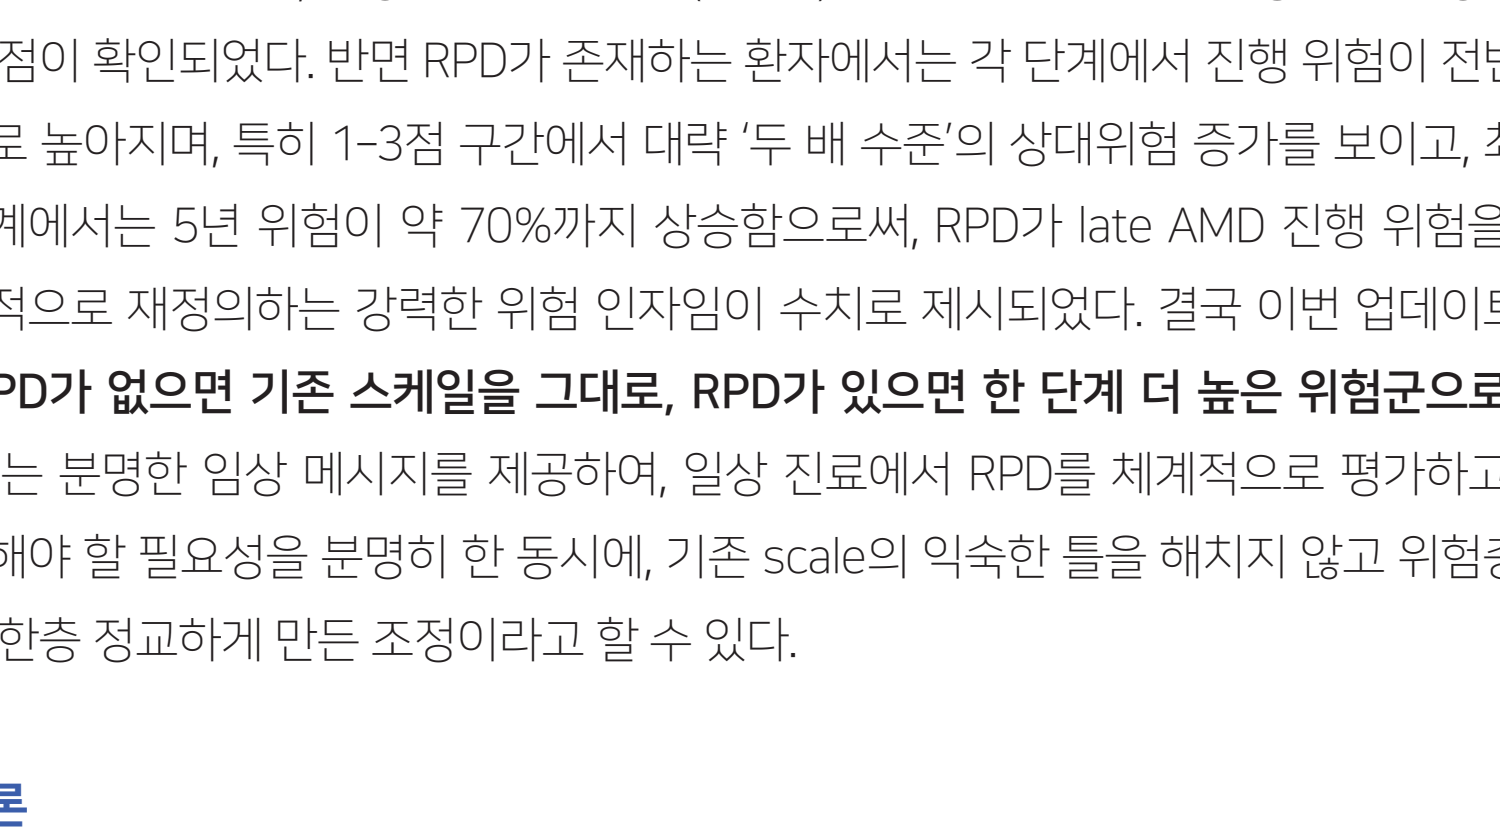 점이 확인되었다. 반면 RPD가 존재하는 환자에서는 각 단계에서 진행 위험이
로 높아지며, 특히 1-3점 구간에서 대략 ‘두 배 수준’의 상대위험 증가를 보이고,
계에서는 5년 위험이 약 70%까지 상승함으로써, RPD가 late AMD 진행 위험을
적으로 재정의하는 강력한 위험 인자임이 수치로 제시되었다. 결국 이번 업데이트
PD가 없으면 기존 스케일을 그대로, RPD가 있으면 한 단계 더 높은 위험군으로
는 분명한 임상 메시지를 제공하여, 일상 진료에서 RPD를 체계적으로 평가하고
해야 할 필요성을 분명히 한 동시에, 기존 scale의 익숙한 틀을 해치지 않고
한층 정교하게 만든 조정이라고 할 수 있다.
론